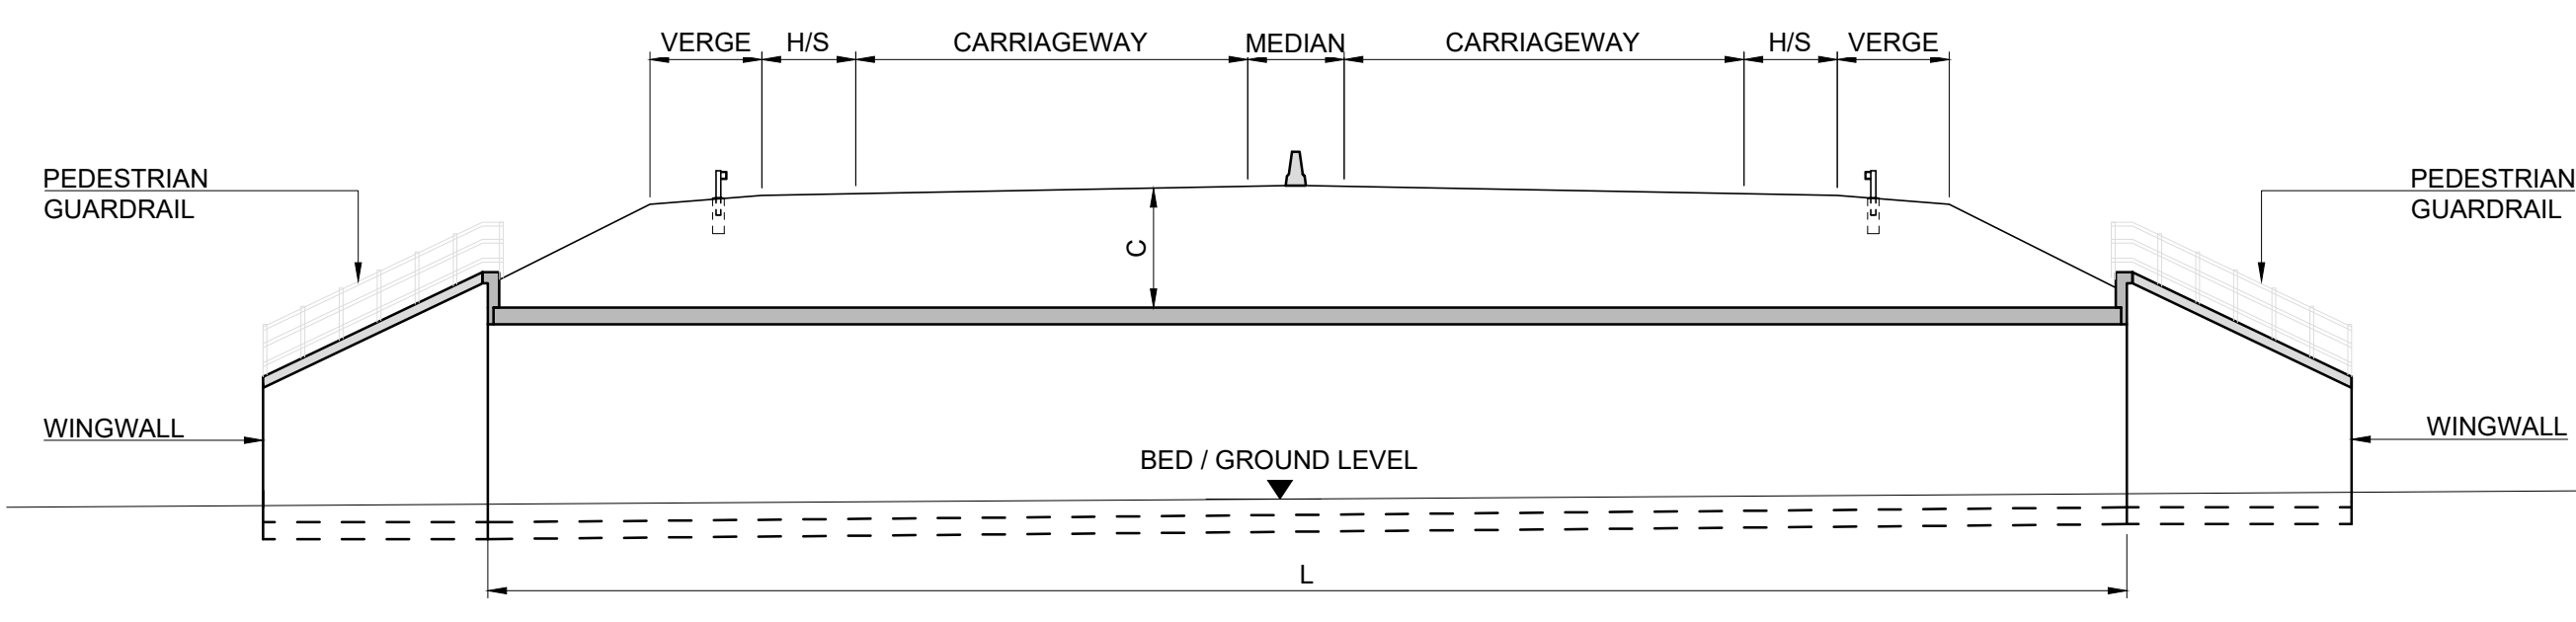 VERGE H/S CARRIAGEWAY MEDIAN CARRIAGEWAY H/S VERGE
PEDESTRIAN
GUARDRAIL
PEDESTRIAN
GUARDRAIL
C
WINGWALL
WINGWALL
BED / GROUND LEVEL
L